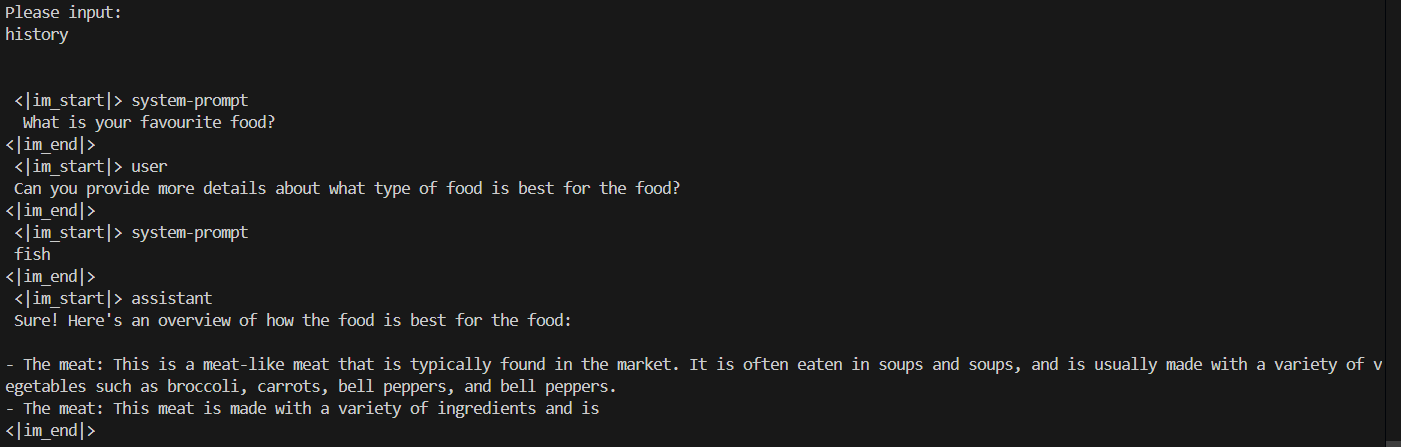 Please input:
history
<|im_start|> system-prompt
What is your favourite food?
<|im_end|>
<|im_start|> user
Can you provide more details about what type of food is best for the food?
<|im_end|>
<|im_start|> system-prompt
fish
<|im_end|>
<|im_start|> assistant
Sure! Here's an overview of how the food is best for the food:
- The meat: This is a meat-like meat that is typically found in the market. It is often eaten in soups and soups, and is usually made with a variety of v
egetables such as broccoli, carrots, bell peppers, and bell peppers.
- The meat: This meat is made with a variety of ingredients and is
<|im_end|>